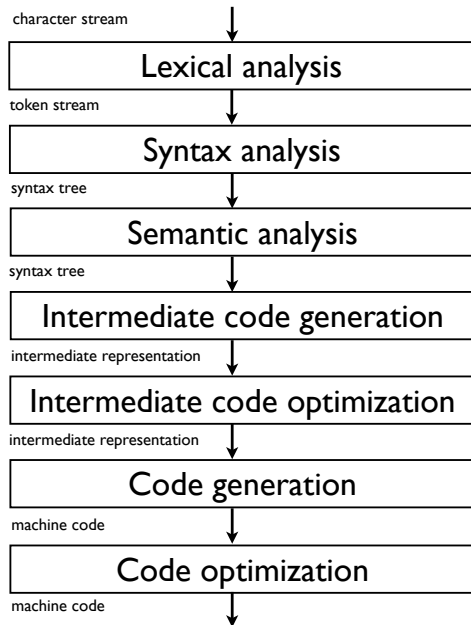 character stream
Lexical analysis
token stream
Syntax analysis
syntax tree
Semantic analysis
syntax tree
Intermediate code generation
intermediate representation
Intermediate code optimization
intermediate representation
Code generation
machine code
Code optimization
machine code